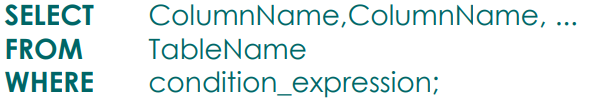 SELECT ColumnName,ColumnName, ...
FROM TableName
WHERE condition_expression;